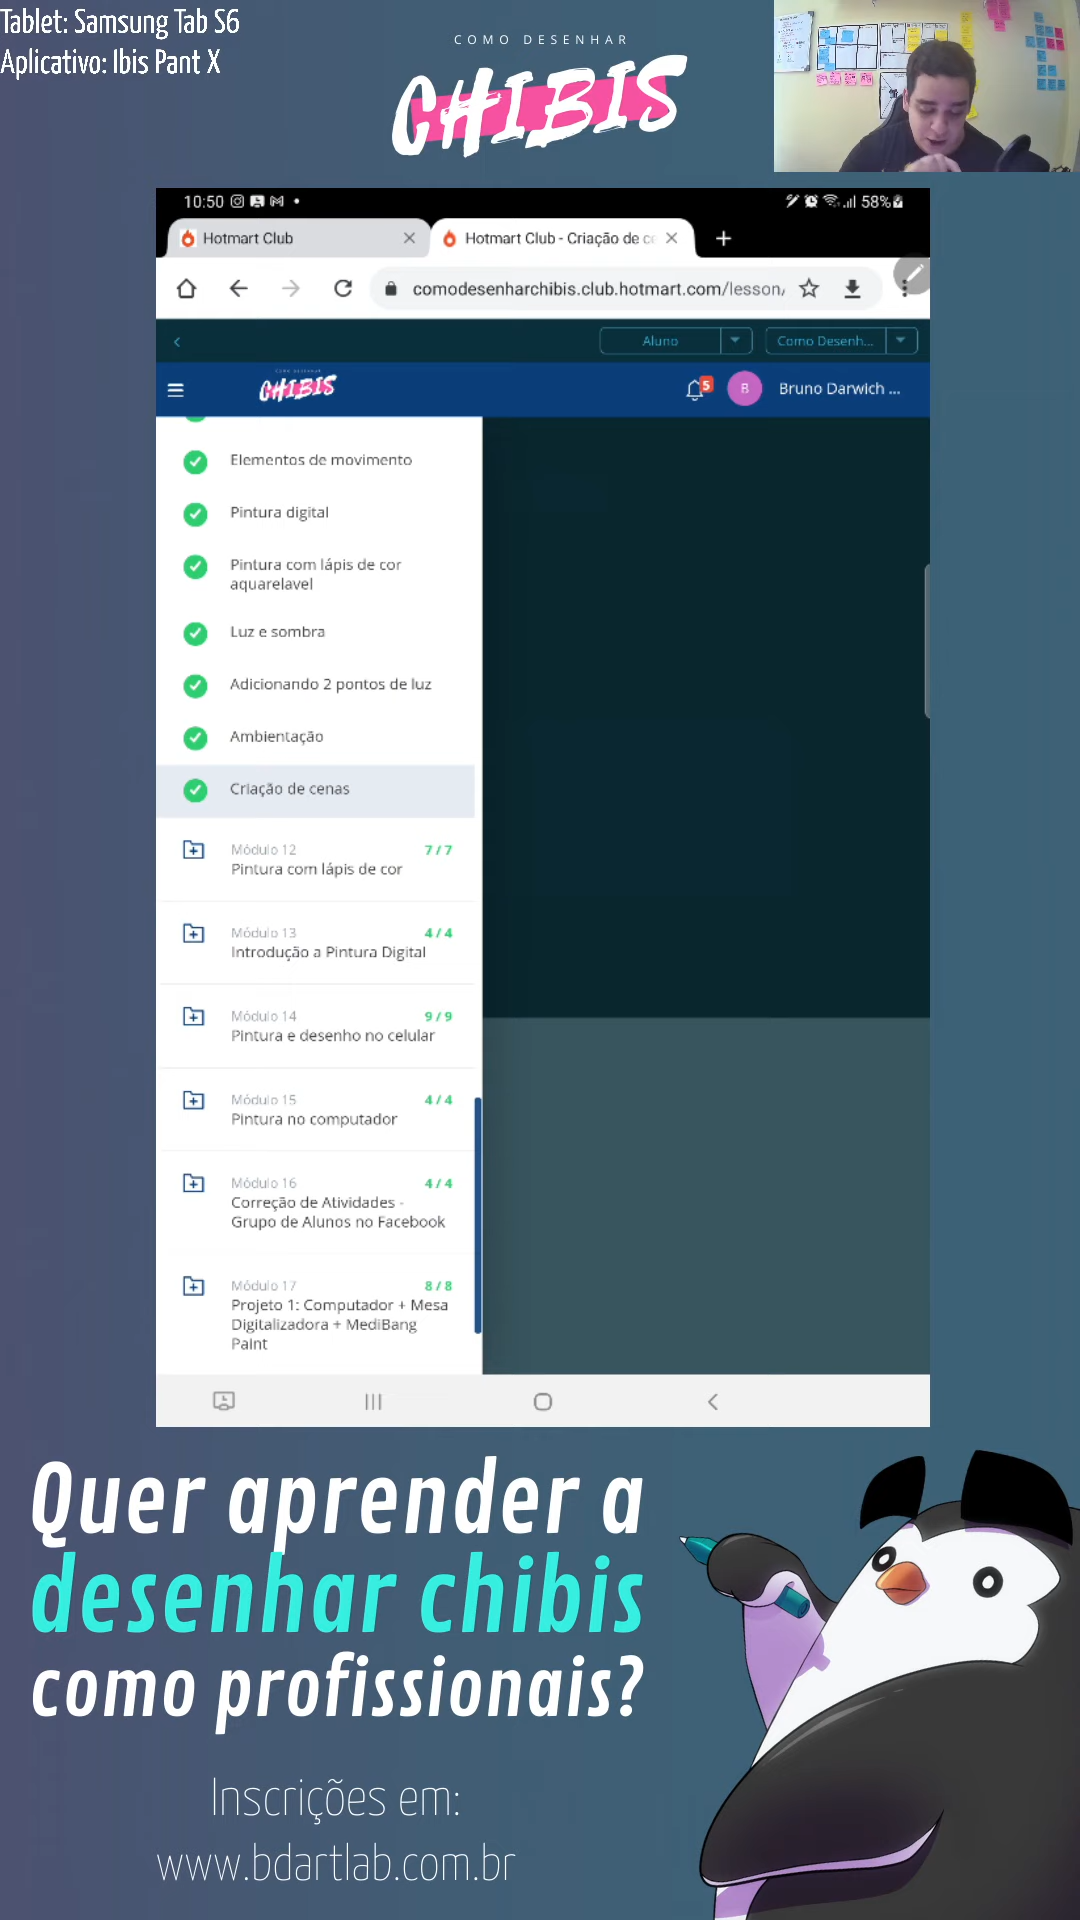 Tablet: Samsung Tab S6
Aplicativo: Ibis Pant X
COMO DESENHAR
CHIBIS
10:50
58%
Hotmart Club
Hotmart Club - Criação de ce
comodesenharchibis.club.hotmart.com/lesson/
Aluno
Como Desenh...
COMO DESENHAR
CHIBIS
5
B
Bruno Darwich ...
Elementos de movimento
Pintura digital
Pintura com lápis de cor
aquarelavel
Luz e sombra
Adicionando 2 pontos de luz
Ambientação
Criação de cenas
Módulo 12
7 / 7
Pintura com lápis de cor
Módulo 13
4 / 4
Introdução a Pintura Digital
Módulo 14
9 / 9
Pintura e desenho no celular
Módulo 15
4 / 4
Pintura no computador
Módulo 16
4 / 4
Correção de Atividades -
Grupo de Alunos no Facebook
Módulo 17
8 / 8
Projeto 1: Computador + Mesa
Digitalizadora + MediBang
Paint
Quer aprender a
desenhar chibis
como profissionais?
Inscrições em:
www.bdartlab.com.br